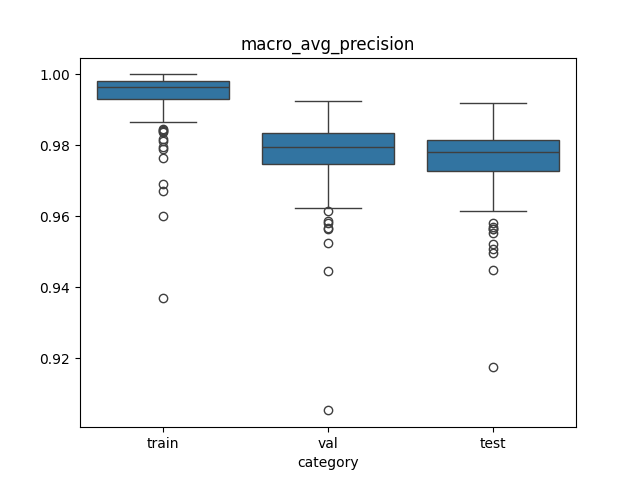 macro_avg_precision
1.00
0.98
0.96
0.94
0.92
train val test
category